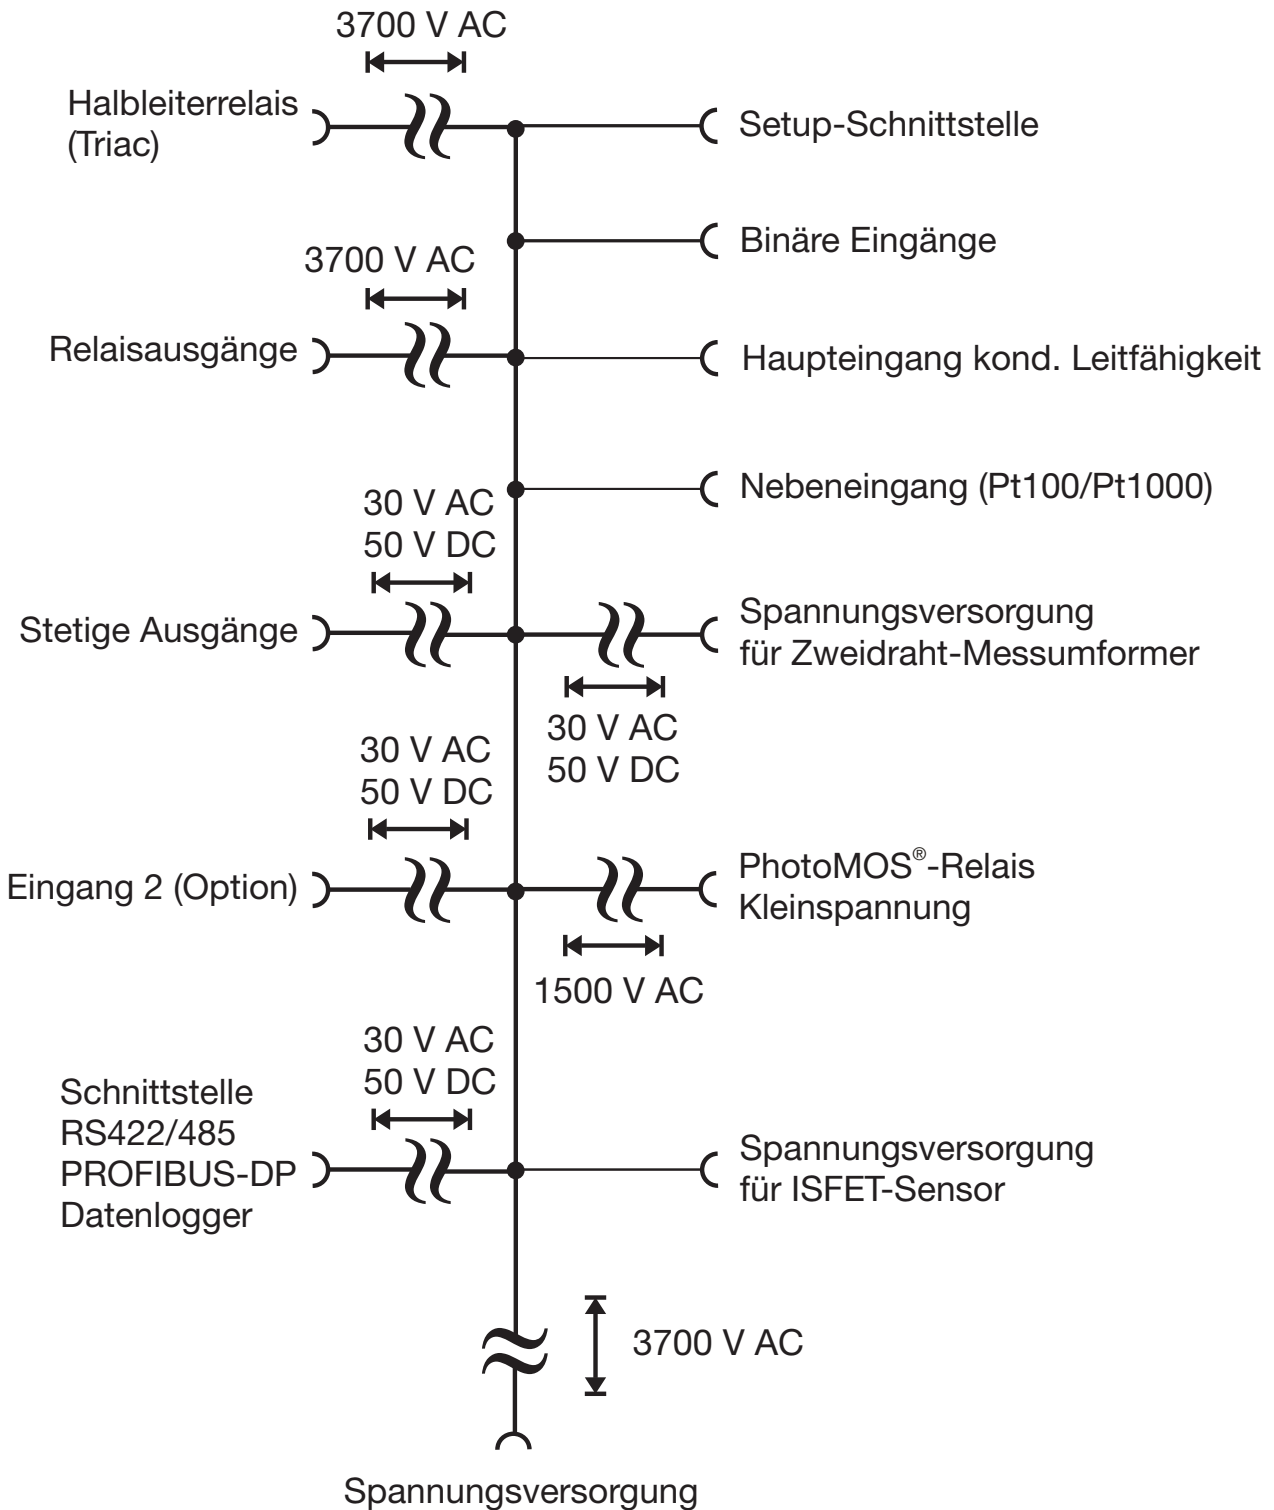 3700 V AC
Halbleiterrelais
(Triac)
Setup-Schnittstelle
Binäre Eingänge
3700 V AC
Relaisausgänge
Haupteingang kond. Leitfähigkeit
Nebeneingang (Pt100/Pt1000)
30 V AC
50 V DC
Stetige Ausgänge
Spannungsversorgung
für Zweidraht-Messumformer
30 V AC
50 V DC
30 V AC
50 V DC
Eingang 2 (Option)
PhotoMOS®-Relais
Kleinspannung
1500 V AC
30 V AC
50 V DC
Schnittstelle
RS422/485
PROFIBUS-DP
Datenlogger
Spannungsversorgung
für ISFET-Sensor
3700 V AC
Spannungsversorgung